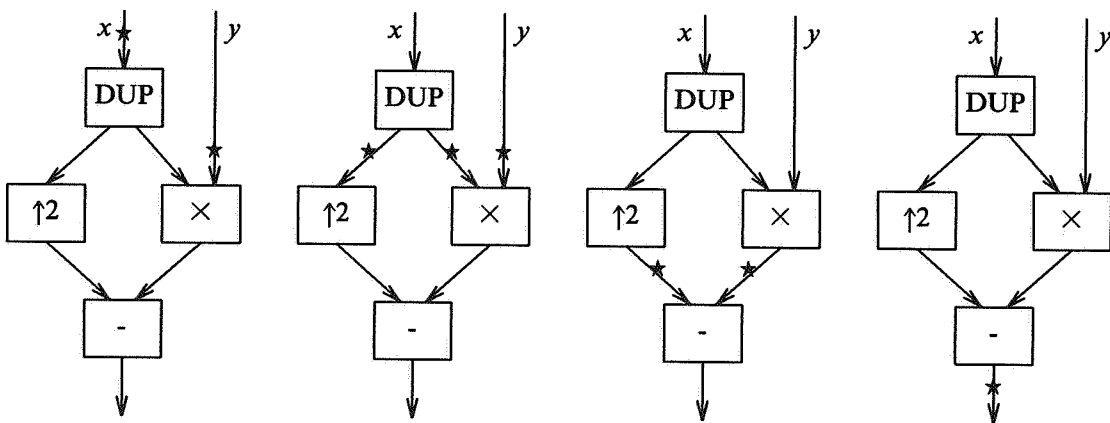 x y x y x y x y
DUP DUP DUP DUP
↑2 × ↑2 × ↑2 × ↑2 ×
- - - -